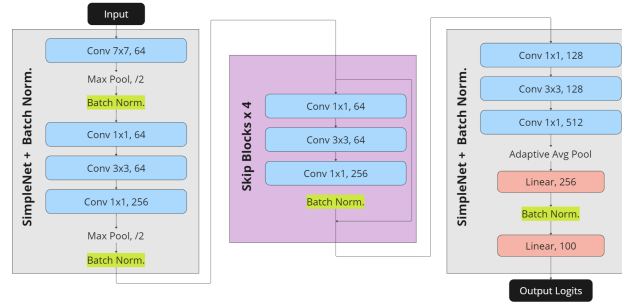 Input
SimpleNet + Batch Norm.
Conv 7x7, 64
Max Pool, /2
Batch Norm.
Conv 1x1, 64
Conv 3x3, 64
Conv 1x1, 256
Max Pool, /2
Batch Norm.
Skip Blocks x 4
Conv 1x1, 64
Conv 3x3, 64
Conv 1x1, 256
Batch Norm.
SimpleNet + Batch Norm.
Conv 1x1, 128
Conv 3x3, 128
Conv 1x1, 512
Adaptive Avg Pool
Linear, 256
Batch Norm.
Linear, 100
Output Logits